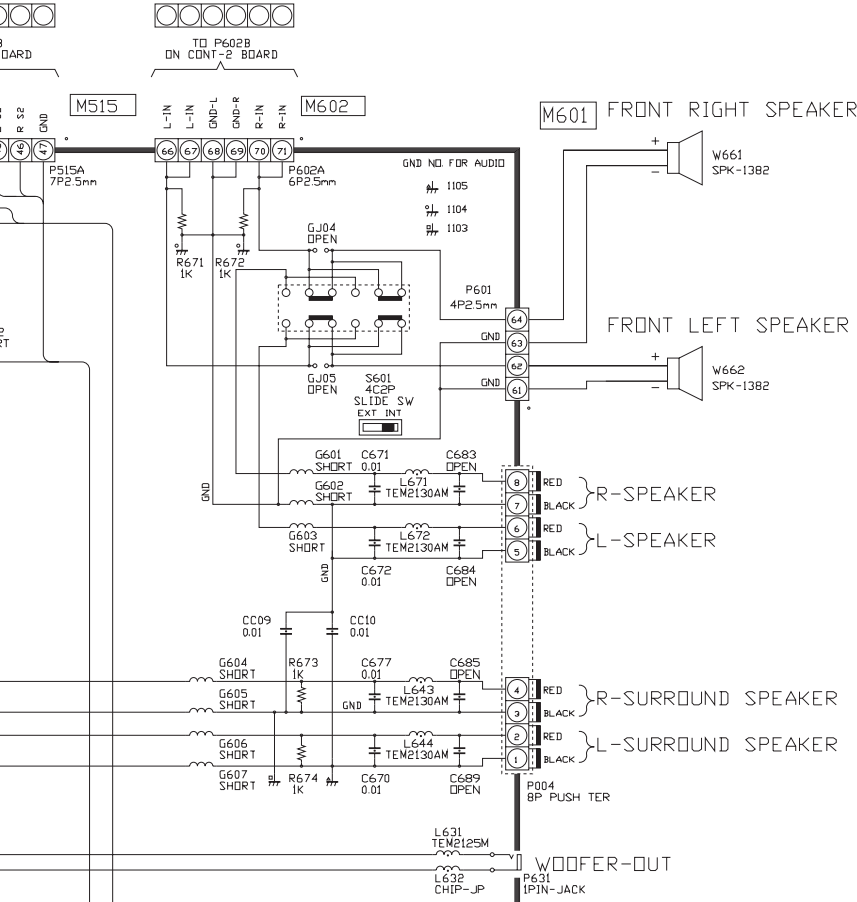 TO P602B
ON CONT-2 BOARD
OARD
M515
M602
M601
FRONT RIGHT SPEAKER
R S2
GND
L-IN
L-IN
GND-L
GND-R
R-IN
R-IN
46
47
66
67
68
69
70
71
P515A
7P2.5mm
P602A
6P2.5mm
GND NO. FOR AUDIO
1105
1104
1103
+
−
W661
SPK-1382
R671
1K
R672
1K
GJ04
OPEN
P601
4P2.5mm
64
GND
63
62
GND
61
FRONT LEFT SPEAKER
+
−
W662
SPK-1382
GJ05
OPEN
S601
4C2P
SLIDE SW
EXT INT
GND
G601
SHORT
C671
0.01
L671
TEM2130AM
C683
OPEN
8
RED
G602
SHORT
7
BLACK
R-SPEAKER
G603
SHORT
L672
TEM2130AM
6
RED
5
BLACK
L-SPEAKER
GND
C672
0.01
C684
OPEN
CC09
0.01
CC10
0.01
G604
SHORT
R673
1K
C677
0.01
L643
TEM2130AM
C685
OPEN
4
RED
G605
SHORT
GND
3
BLACK
R-SURROUND SPEAKER
G606
SHORT
L644
TEM2130AM
2
RED
1
BLACK
L-SURROUND SPEAKER
G607
SHORT
R674
1K
C670
0.01
C689
OPEN
P004
8P PUSH TER
L631
TEM2125M
WOOFER-OUT
L632
CHIP-JP
P631
1PIN-JACK